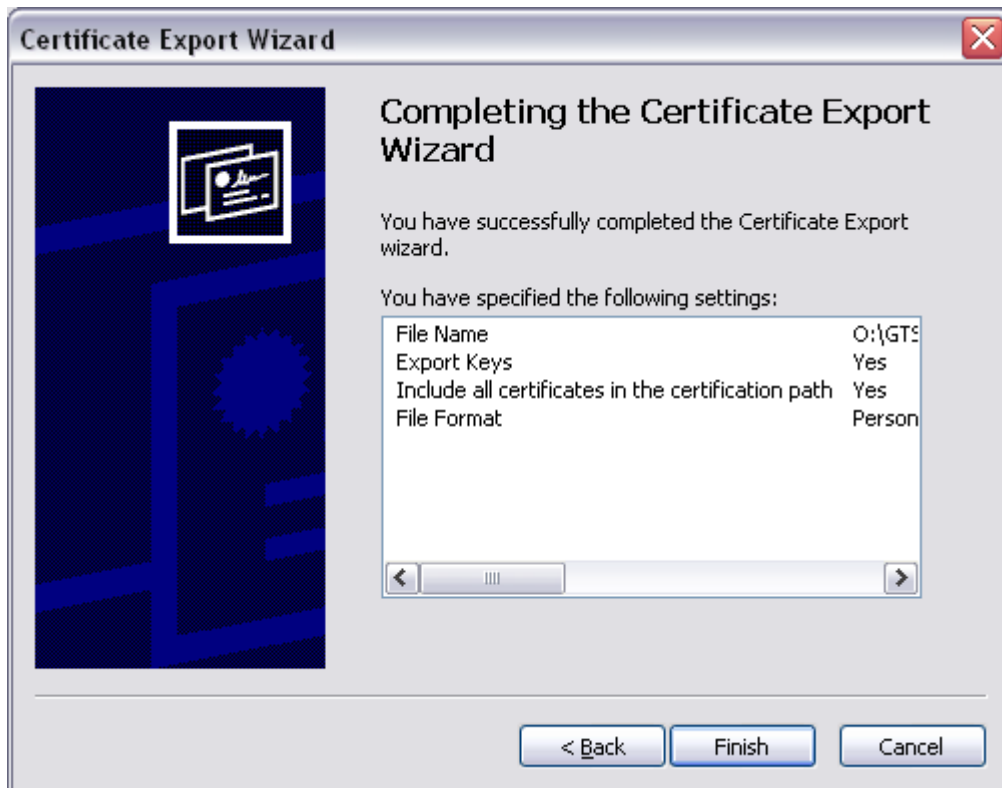 Certificate Export Wizard
Completing the Certificate Export
Wizard
You have successfully completed the Certificate Export
wizard.
You have specified the following settings:
File Name O:\GTS
Export Keys Yes
Include all certificates in the certification path Yes
File Format Person
< Back Finish Cancel